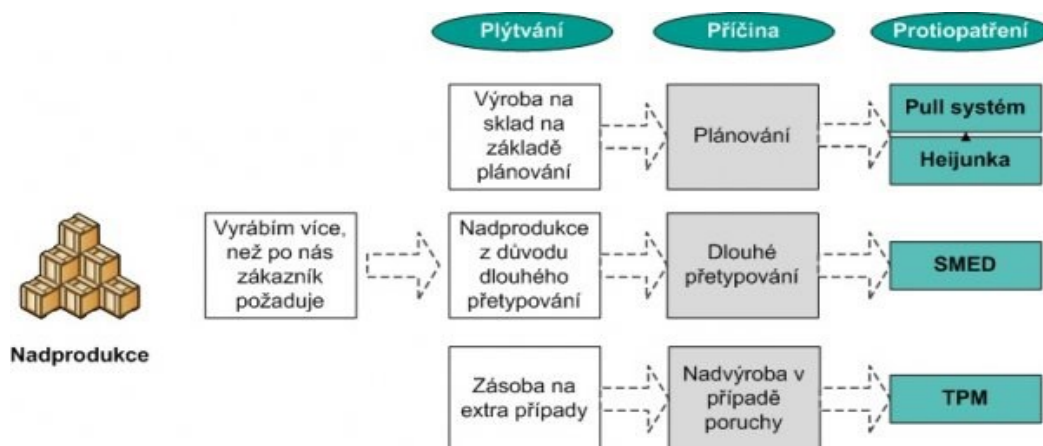 Plýtvání
Příčina
Protiopatření
Výroba na
sklad na
základě
plánování
Plánování
Pull systém
Heijunka
Vyrábím více,
než po nás
zákazník
požaduje
Nadprodukce
z důvodu
dlouhého
přetypování
Dlouhé
přetypování
SMED
Nadprodukce
Zásoba na
extra případy
Nadvýroba v
případě
poruchy
TPM